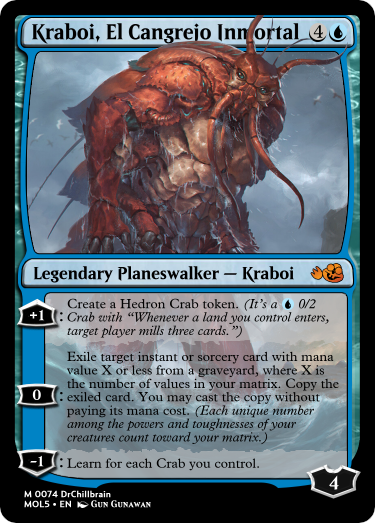 Kraboi, El Cangrejo Inmortal 4
Legendary Planeswalker — Kraboi
+1
Create a Hedron Crab token. (It's a 0/2
Crab with “Whenever a land you control enters,
target player mills three cards.”)
0
Exile target instant or sorcery card with mana
value X or less from a graveyard, where X is
the number of values in your matrix. Copy the
exiled card. You may cast the copy without
paying its mana cost. (Each unique number
among the powers and toughnesses of your
creatures count toward your matrix.)
-1
: Learn for each Crab you control.
4
M 0074 DrChillbrain
MOL5 • EN Gun Gunawan